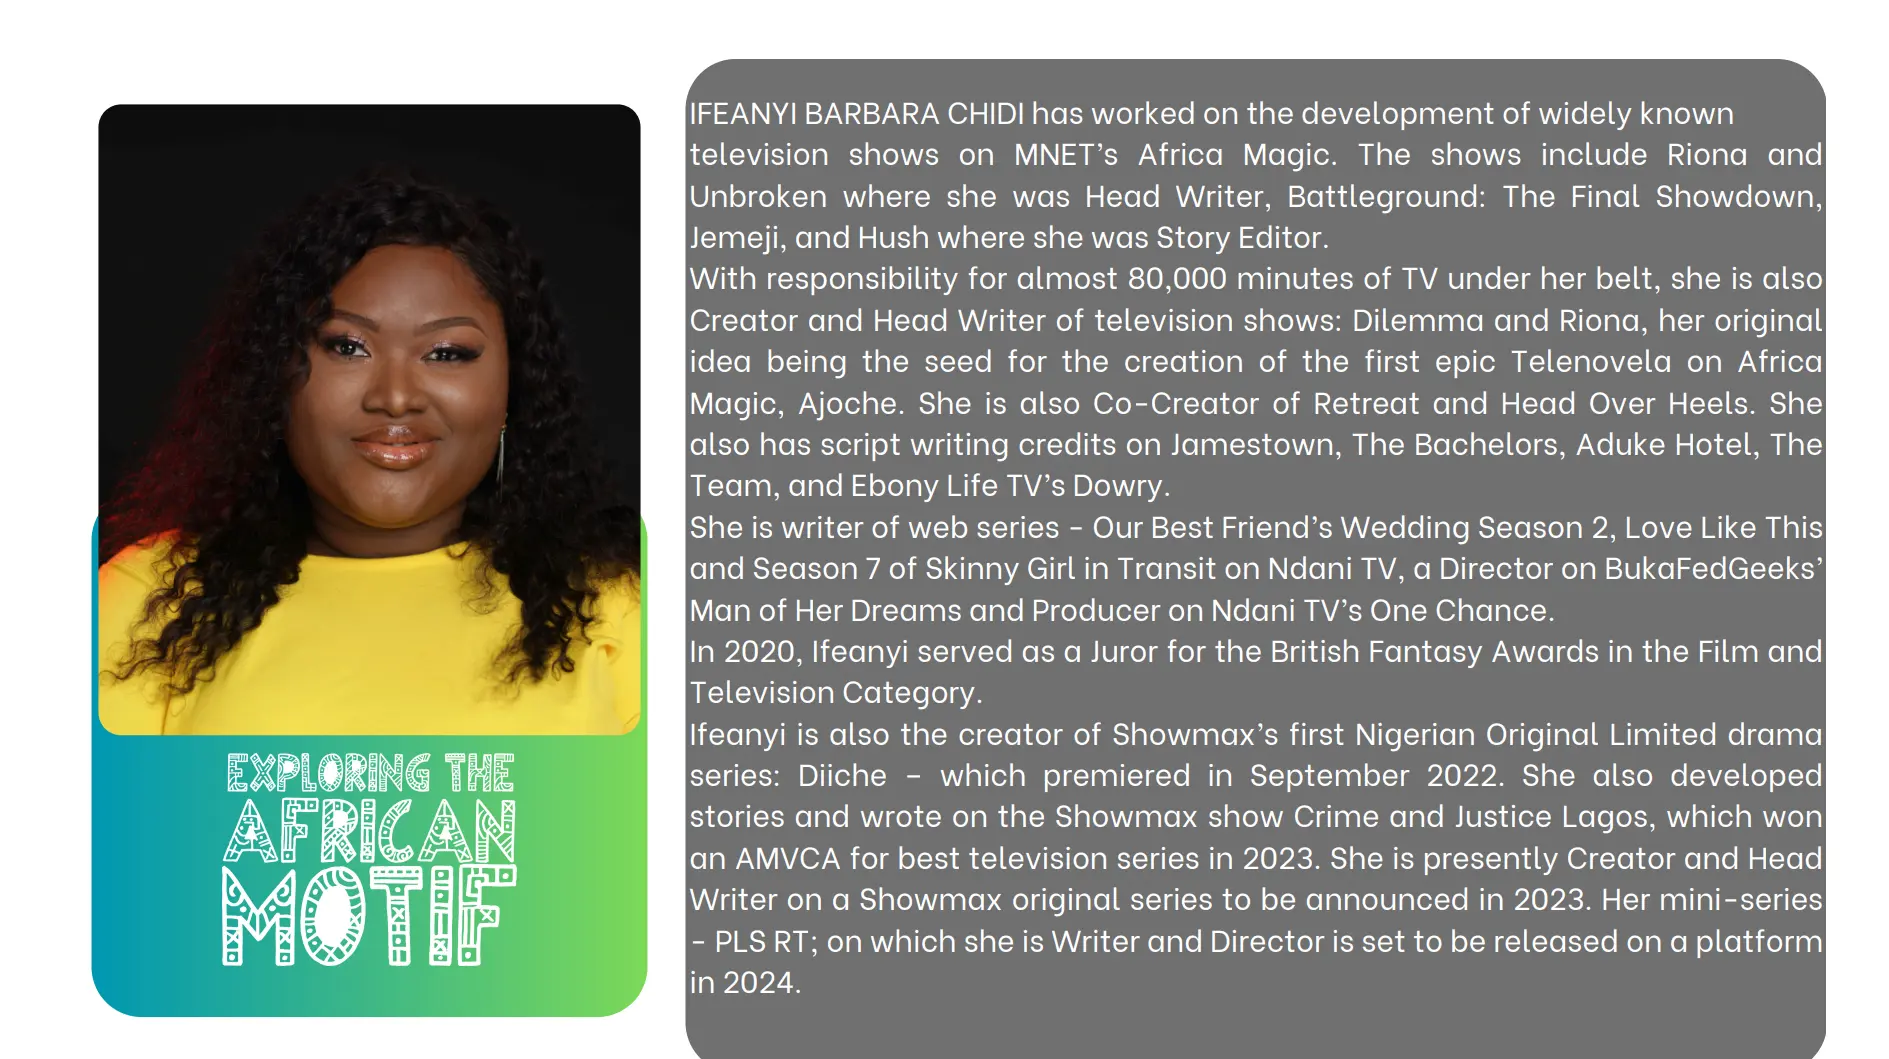 EXPLORING THE
AFRICAN
MOTIF
IFEANYI BARBARA CHIDI has worked on the development of widely known
television shows on MNET’s Africa Magic. The shows include Riona and
Unbroken where she was Head Writer, Battleground: The Final Showdown,
Jemeji, and Hush where she was Story Editor.
With responsibility for almost 80,000 minutes of TV under her belt, she is also
Creator and Head Writer of television shows: Dilemma and Riona, her original
idea being the seed for the creation of the first epic Telenovela on Africa
Magic, Ajoche. She is also Co-Creator of Retreat and Head Over Heels. She
also has script writing credits on Jamestown, The Bachelors, Aduke Hotel, The
Team, and Ebony Life TV’s Dowry.
She is writer of web series - Our Best Friend’s Wedding Season 2, Love Like This
and Season 7 of Skinny Girl in Transit on Ndani TV, a Director on BukaFedGeeks’
Man of Her Dreams and Producer on Ndani TV’s One Chance.
In 2020, Ifeanyi served as a Juror for the British Fantasy Awards in the Film and
Television Category.
Ifeanyi is also the creator of Showmax’s first Nigerian Original Limited drama
series: Diiche – which premiered in September 2022. She also developed
stories and wrote on the Showmax show Crime and Justice Lagos, which won
an AMVCA for best television series in 2023. She is presently Creator and Head
Writer on a Showmax original series to be announced in 2023. Her mini-series
- PLS RT; on which she is Writer and Director is set to be released on a platform
in 2024.